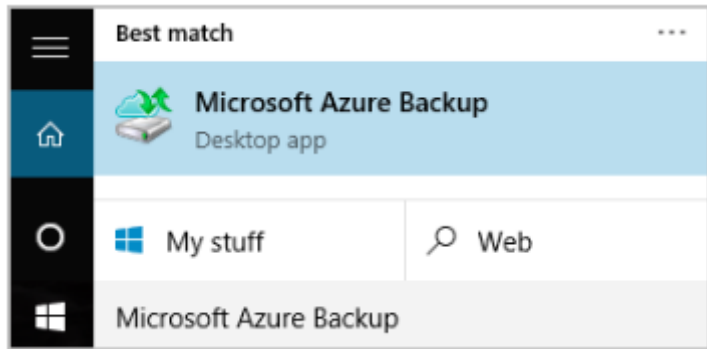 Best match
Microsoft Azure Backup
Desktop app
My stuff
Web
Microsoft Azure Backup